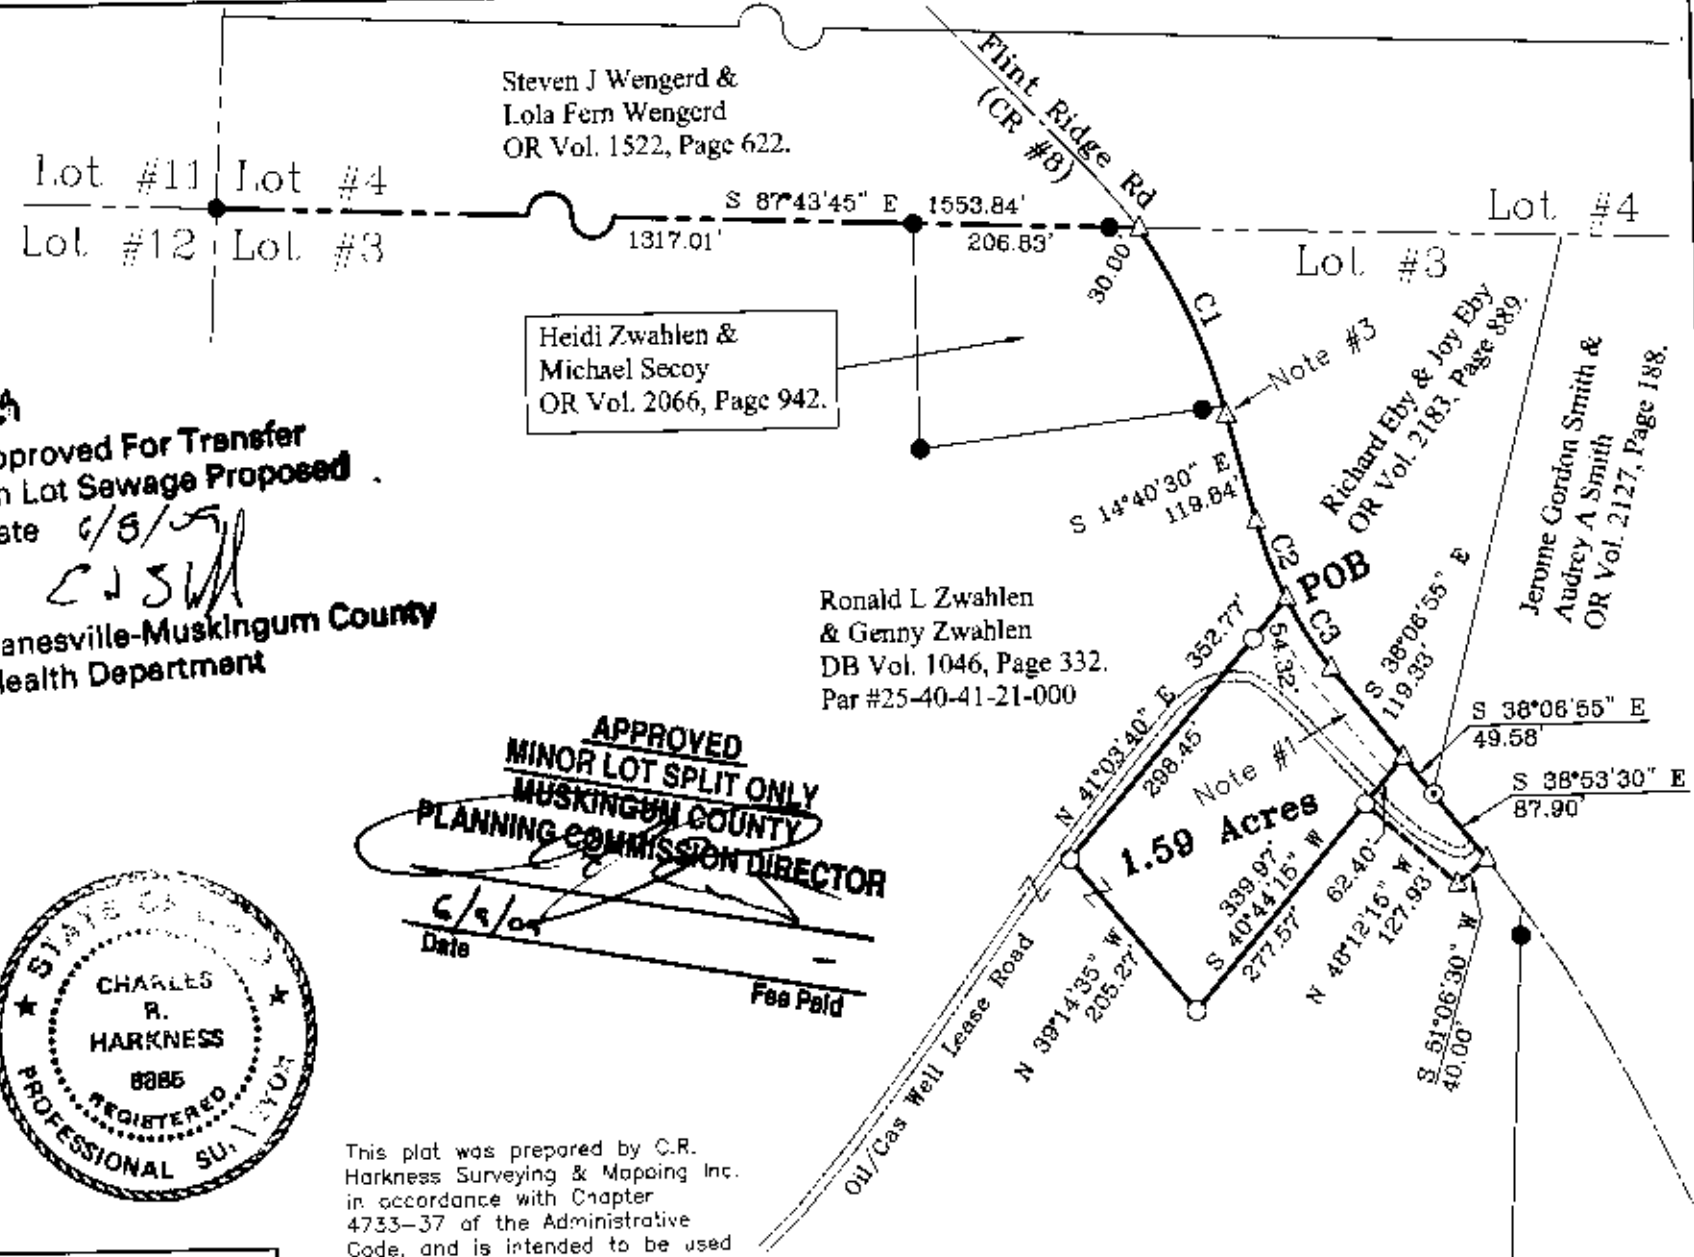 Steven J Wengerd &
Lola Fern Wengerd
OR Vol. 1522, Page 622.
Flint Ridge Rd
(CR #8)
Lot #11
Lot #4
Lot #12
Lot #3
S 87°43'45" E
1553.84'
1317.01'
206.83'
30.00'
Lot #4
Lot #3
C1
Note #3
Heidi Zwahlen &
Michael Secoy
OR Vol. 2066, Page 942.
Richard Eby & Joy Eby
OR Vol. 2183, Page 889.
Jerome Gordon Smith &
Audrey A Smith
OR Vol. 2127, Page 188.
S 14°40'30" E
119.84'
C2
POB
C3
pproved For Transfer
n Lot Sewage Proposed
ate
anesville-Muskingum County
ealth Department
Ronald L Zwahlen
& Genny Zwahlen
DB Vol. 1046, Page 332.
Par #25-40-41-21-000
352.77'
54.32'
N 41°03'40" E
298.45'
S 38°06'55" E
119.33'
S 38°06'55" E
49.58'
S 38°53'30" E
87.90'
Note #1
1.59 Acres
339.97'
S 40°44'15" W
277.57'
62.40'
N 48°12'16" W
127.93'
S 51°06'30" W
40.00'
N 39°14'35" W
205.27'
Oil/Gas Well Lease Road
APPROVED
MINOR LOT SPLIT ONLY
MUSKINGUM COUNTY
PLANNING COMMISSION DIRECTOR
6/9/09
Date
Fee Paid
STATE OF
CHARLES
R.
HARKNESS
REGISTERED
PROFESSIONAL
This plat was prepared by C.R.
Harkness Surveying & Mapping Inc.
in accordance with Chapter
4733-37 of the Administrative
Code, and is intended to be used